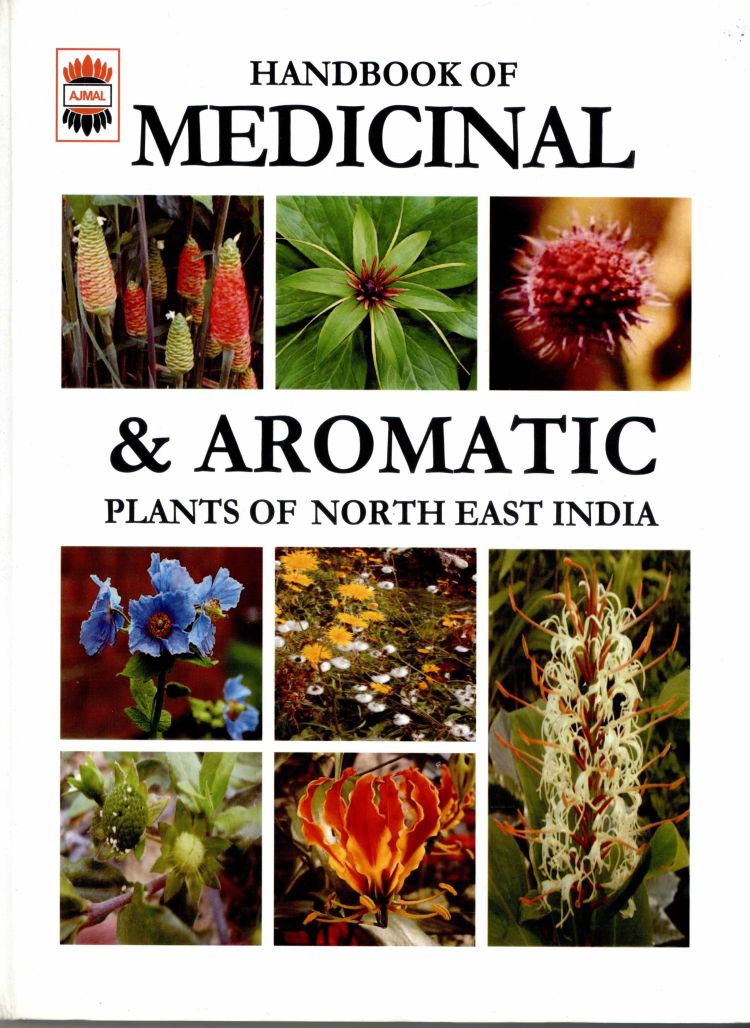 AJMAL
HANDBOOK OF
MEDICINAL
& AROMATIC
PLANTS OF NORTH EAST INDIA